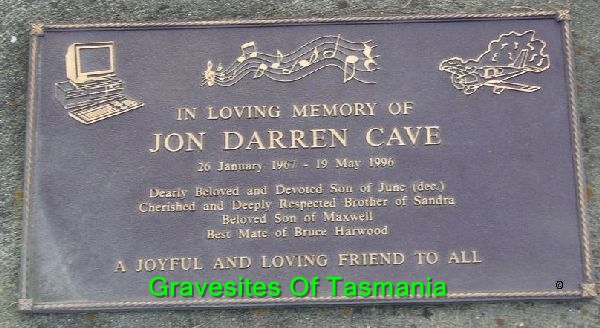 IN LOVING MEMORY OF
JON DARREN CAVE
26 January 1967 - 19 May 1996
Dearly Beloved and Devoted Son of June (dec.)
Cherished and Deeply Respected Brother of Sandra
Beloved Son of Maxwell
Best Mate of Bruce Harwood
A JOYFUL AND LOVING FRIEND TO ALL
Gravesites Of Tasmania